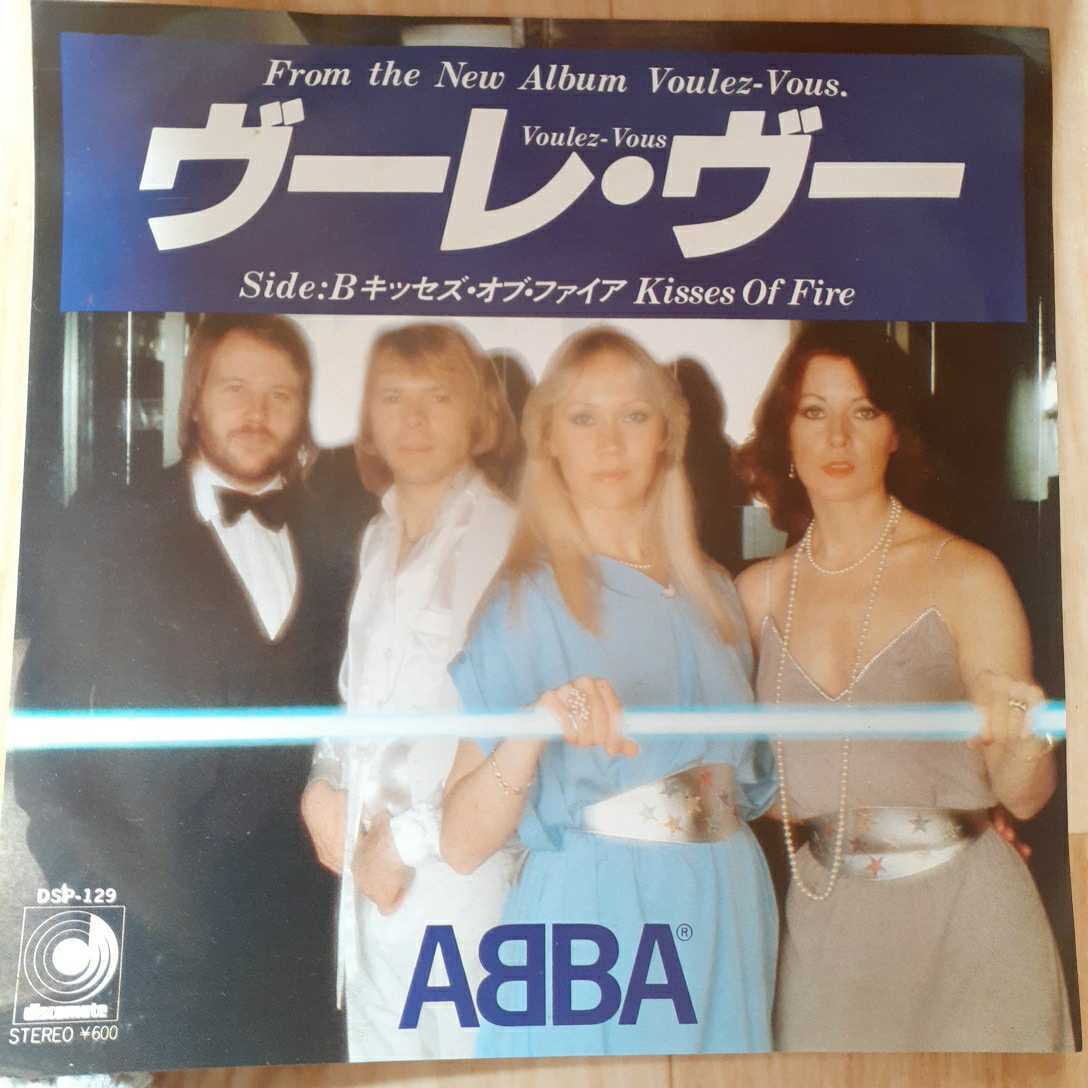 From the New Album Voulez-Vous.
Voulez-Vous
ヴーレ・ヴー
Side:B キッセズ・オブ・ファイア Kisses Of Fire
DSP-129
discomate
STEREO ¥600
ABBA®